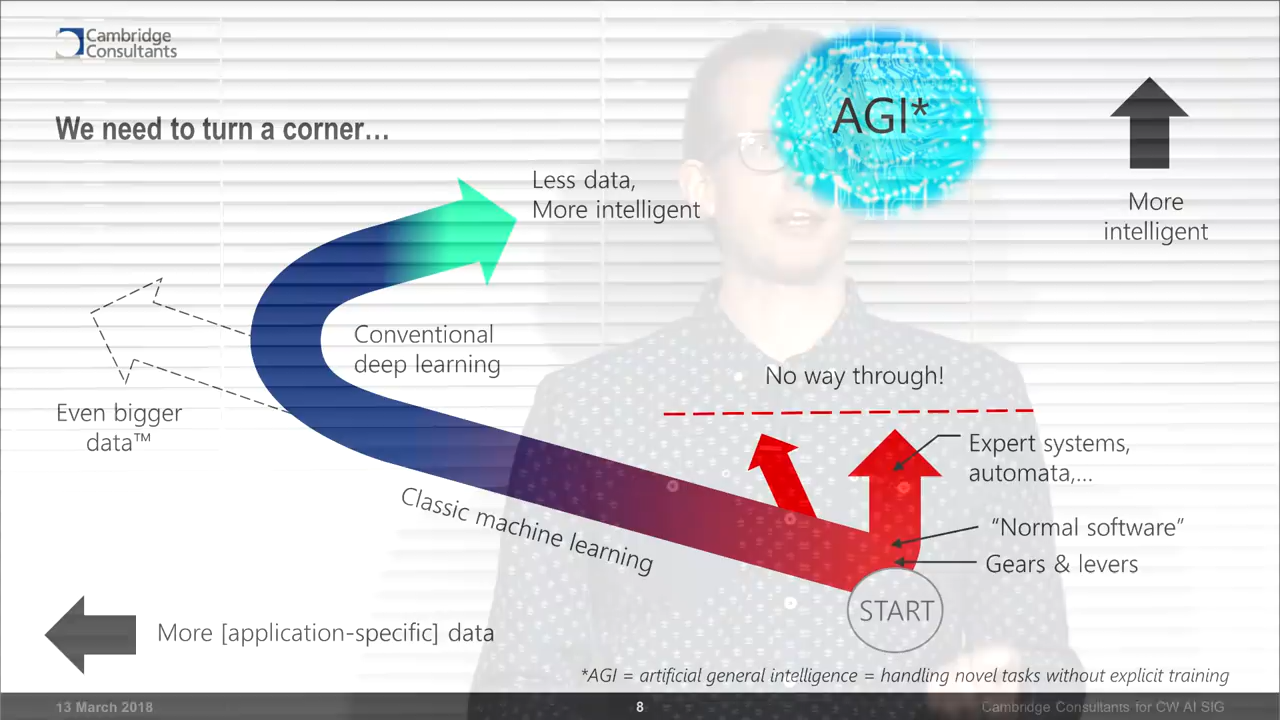 Cambridge
Consultants
We need to turn a corner…
AGI*
Less data,
More intelligent
More
intelligent
Conventional
deep learning
Even bigger
data™
No way through!
Expert systems,
automata,...
Classic machine learning
"Normal software"
Gears & levers
START
More [application-specific] data
*AGI = artificial general intelligence = handling novel tasks without explicit training
13 March 2018
8
Cambridge Consultants for CW AI SIG